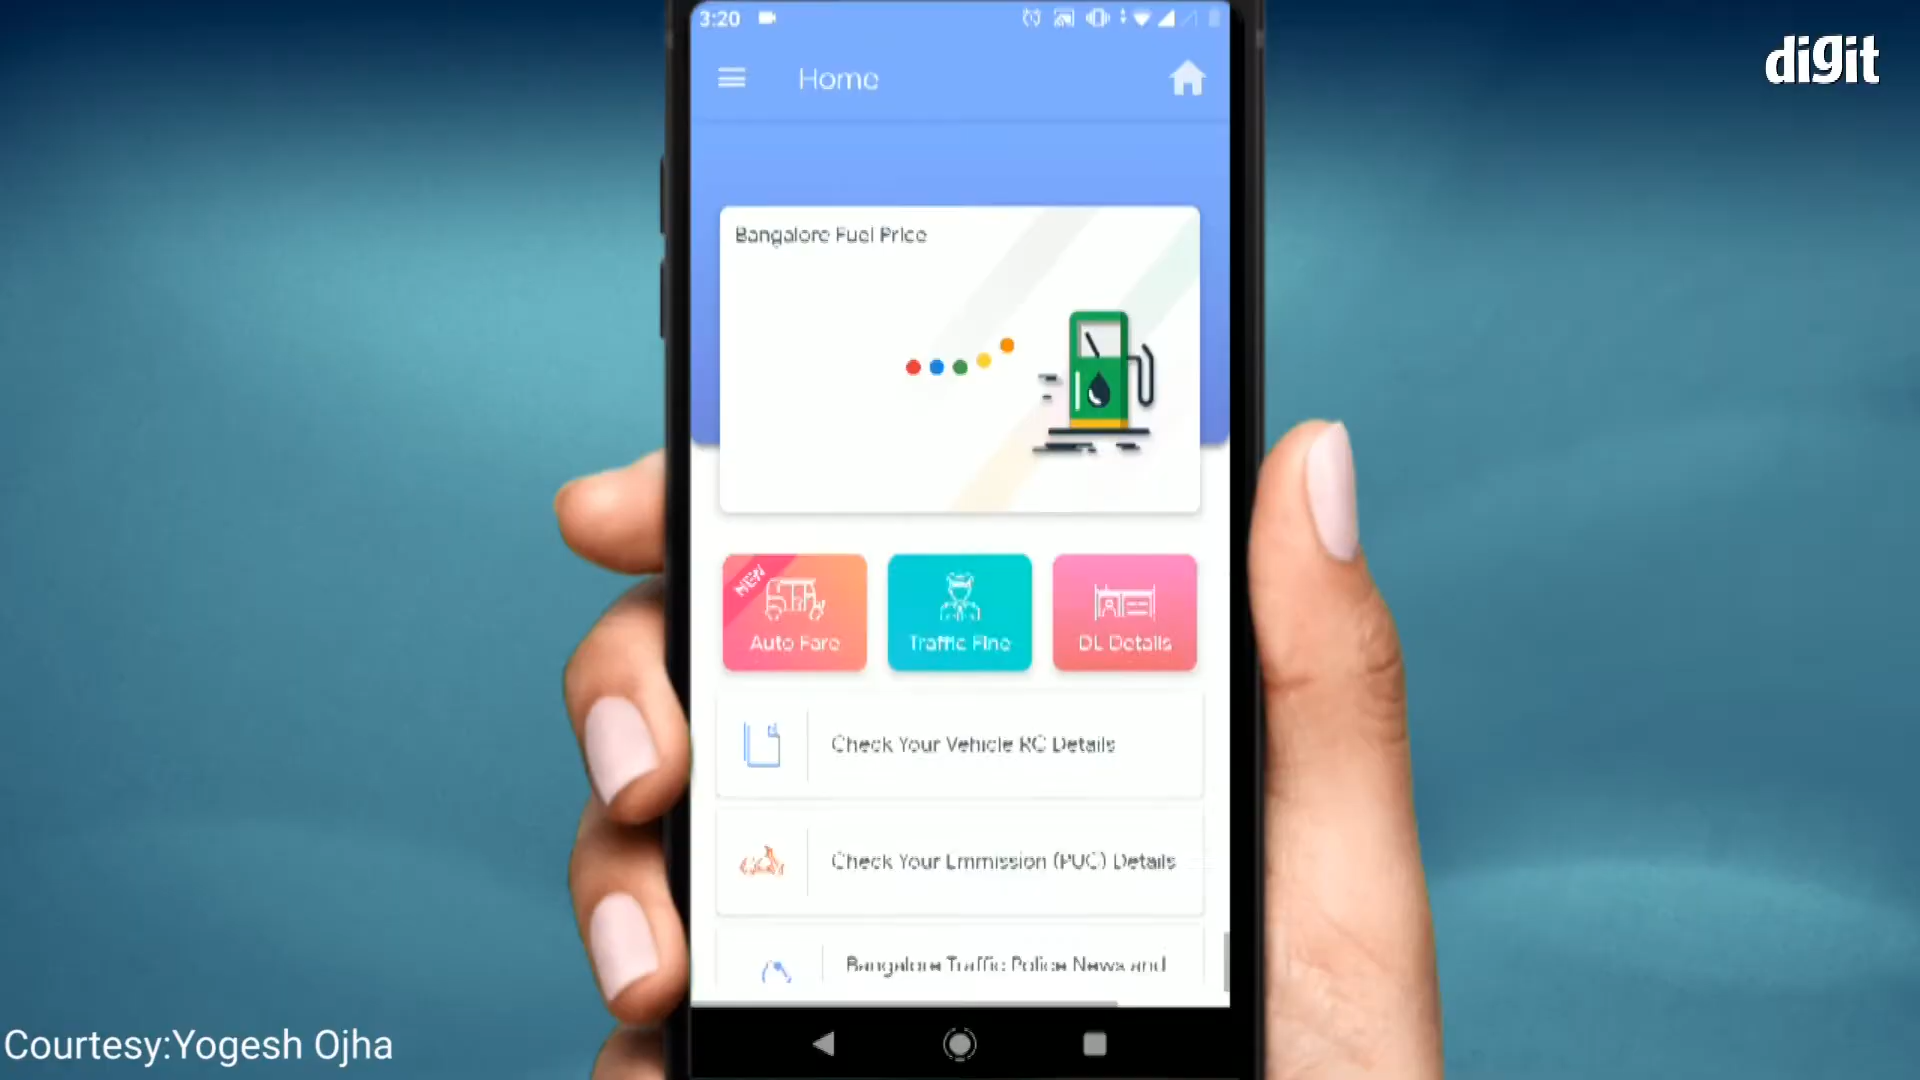 3:20
digit
Home
Bangalore Fuel Price
NEW
Auto Fare
Traffic Fine
DL Details
Check Your Vehicle RC Details
Check Your Emmission (PUC) Details
Bangalore Traffic Police News and
Courtesy:Yogesh Ojha